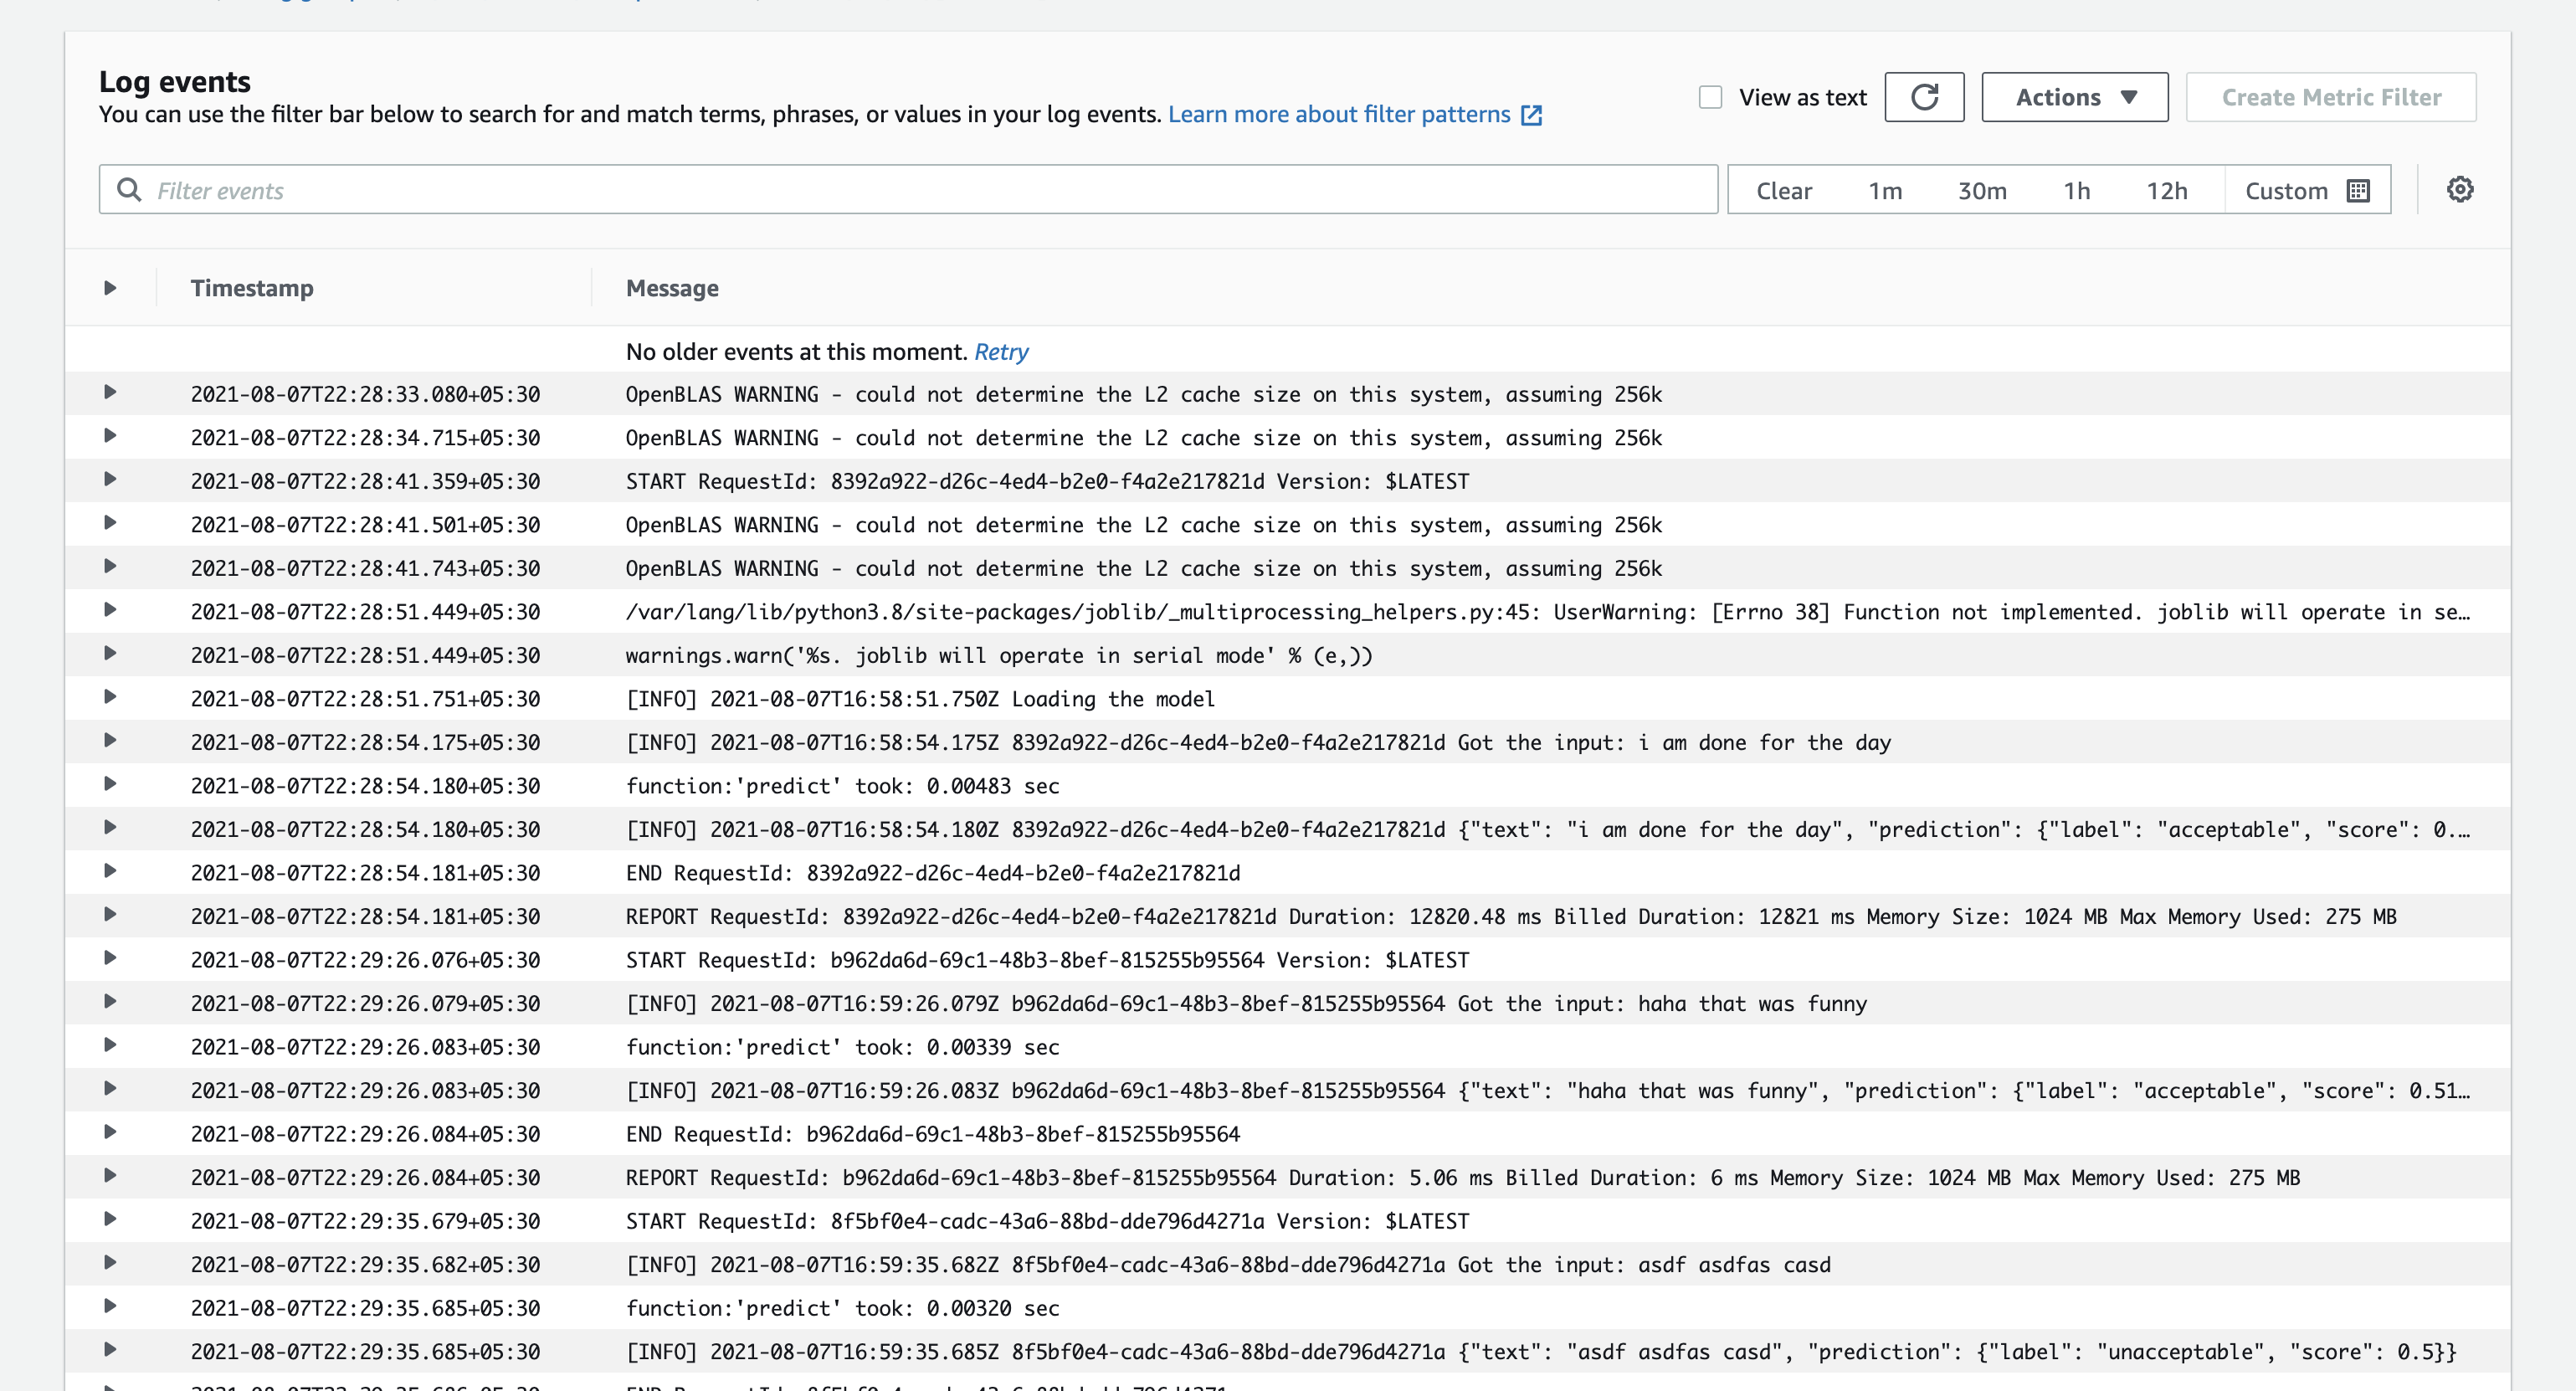 Log events
You can use the filter bar below to search for and match terms, phrases, or values in your log events. Learn more about filter patterns
View as text
Actions
Create Metric Filter
Filter events
Clear 1m 30m 1h 12h Custom
Timestamp Message
No older events at this moment. Retry
2021-08-07T22:28:33.080+05:30 OpenBLAS WARNING - could not determine the L2 cache size on this system, assuming 256k
2021-08-07T22:28:34.715+05:30 OpenBLAS WARNING - could not determine the L2 cache size on this system, assuming 256k
2021-08-07T22:28:41.359+05:30 START RequestId: 8392a922-d26c-4ed4-b2e0-f4a2e217821d Version: $LATEST
2021-08-07T22:28:41.501+05:30 OpenBLAS WARNING - could not determine the L2 cache size on this system, assuming 256k
2021-08-07T22:28:41.743+05:30 OpenBLAS WARNING - could not determine the L2 cache size on this system, assuming 256k
2021-08-07T22:28:51.449+05:30 /var/lang/lib/python3.8/site-packages/joblib/_multiprocessing_helpers.py:45: UserWarning: [Errno 38] Function not implemented. joblib will operate in se…
2021-08-07T22:28:51.449+05:30 warnings.warn('%s. joblib will operate in serial mode' % (e,))
2021-08-07T22:28:51.751+05:30 [INFO] 2021-08-07T16:58:51.750Z Loading the model
2021-08-07T22:28:54.175+05:30 [INFO] 2021-08-07T16:58:54.175Z 8392a922-d26c-4ed4-b2e0-f4a2e217821d Got the input: i am done for the day
2021-08-07T22:28:54.180+05:30 function:'predict' took: 0.00483 sec
2021-08-07T22:28:54.180+05:30 [INFO] 2021-08-07T16:58:54.180Z 8392a922-d26c-4ed4-b2e0-f4a2e217821d {"text": "i am done for the day", "prediction": {"label": "acceptable", "score": 0.…
2021-08-07T22:28:54.181+05:30 END RequestId: 8392a922-d26c-4ed4-b2e0-f4a2e217821d
2021-08-07T22:28:54.181+05:30 REPORT RequestId: 8392a922-d26c-4ed4-b2e0-f4a2e217821d Duration: 12820.48 ms Billed Duration: 12821 ms Memory Size: 1024 MB Max Memory Used: 275 MB
2021-08-07T22:29:26.076+05:30 START RequestId: b962da6d-69c1-48b3-8bef-815255b95564 Version: $LATEST
2021-08-07T22:29:26.079+05:30 [INFO] 2021-08-07T16:59:26.079Z b962da6d-69c1-48b3-8bef-815255b95564 Got the input: haha that was funny
2021-08-07T22:29:26.083+05:30 function:'predict' took: 0.00339 sec
2021-08-07T22:29:26.083+05:30 [INFO] 2021-08-07T16:59:26.083Z b962da6d-69c1-48b3-8bef-815255b95564 {"text": "haha that was funny", "prediction": {"label": "acceptable", "score": 0.51…
2021-08-07T22:29:26.084+05:30 END RequestId: b962da6d-69c1-48b3-8bef-815255b95564
2021-08-07T22:29:26.084+05:30 REPORT RequestId: b962da6d-69c1-48b3-8bef-815255b95564 Duration: 5.06 ms Billed Duration: 6 ms Memory Size: 1024 MB Max Memory Used: 275 MB
2021-08-07T22:29:35.679+05:30 START RequestId: 8f5bf0e4-cadc-43a6-88bd-dde796d4271a Version: $LATEST
2021-08-07T22:29:35.682+05:30 [INFO] 2021-08-07T16:59:35.682Z 8f5bf0e4-cadc-43a6-88bd-dde796d4271a Got the input: asdf asdfas casd
2021-08-07T22:29:35.685+05:30 function:'predict' took: 0.00320 sec
2021-08-07T22:29:35.685+05:30 [INFO] 2021-08-07T16:59:35.685Z 8f5bf0e4-cadc-43a6-88bd-dde796d4271a {"text": "asdf asdfas casd", "prediction": {"label": "unacceptable", "score": 0.5}}